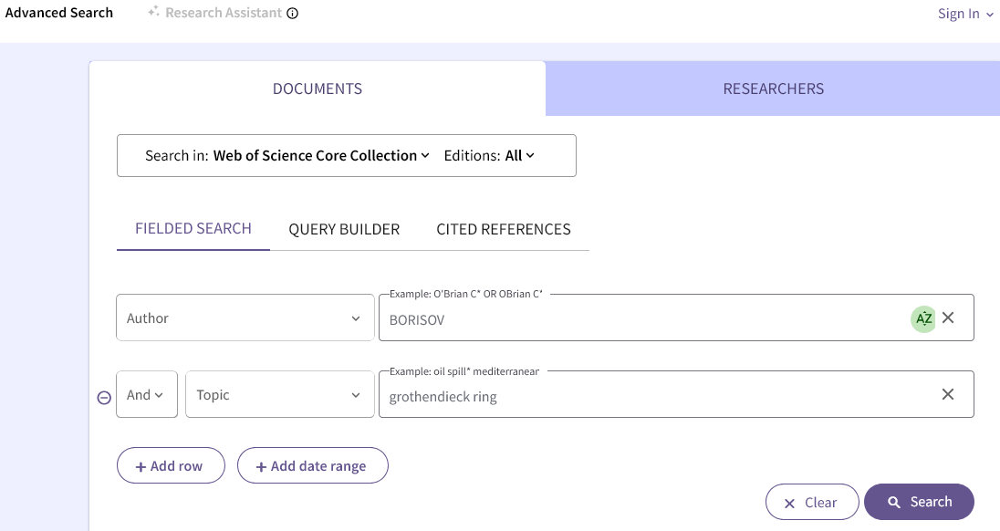 Advanced Search Research Assistant
Sign In
DOCUMENTS RESEARCHERS
Search in: Web of Science Core Collection Editions: All
FIELDED SEARCH QUERY BUILDER CITED REFERENCES
Example: O'Brian C* OR OBrian C*
Author BORISOV AZ
Example: oil spill* mediterranean
And Topic grothendieck ring
+ Add row + Add date range
Clear Search